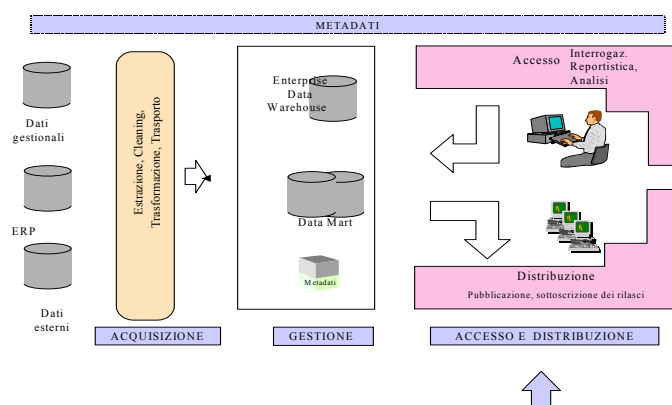 METADATI
Dati
gestionali
ERP
Dati
esterni
Estrazione, Cleaning,
Trasformazione, Trasporto
ACQUISIZIONE
Enterprise
Data
Warehouse
Data Mart
Metadati
GESTIONE
Accesso
Interrogaz.
Reportistica,
Analisi
Distribuzione
Pubblicazione, sottoscrizione dei rilasci
ACCESSO E DISTRIBUZIONE